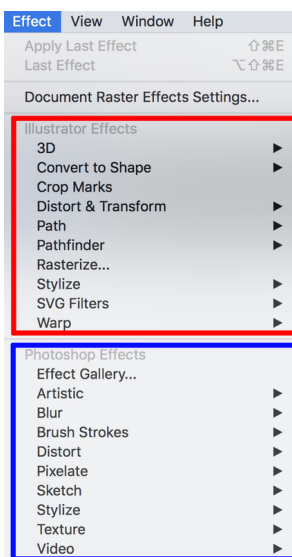 Effect View Window Help
Apply Last Effect ⇧⌘E
Last Effect ⌥⇧⌘E
Document Raster Effects Settings...
Illustrator Effects
3D
Convert to Shape
Crop Marks
Distort & Transform
Path
Pathfinder
Rasterize...
Stylize
SVG Filters
Warp
Photoshop Effects
Effect Gallery...
Artistic
Blur
Brush Strokes
Distort
Pixelate
Sketch
Stylize
Texture
Video